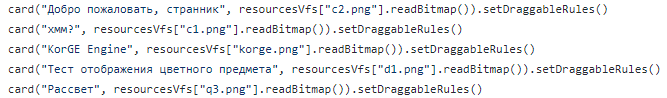 card("Добро пожаловать, странник", resourcesVfs["c2.png"].readBitmap()).setDraggableRules()
card("хмм?", resourcesVfs["c1.png"].readBitmap()).setDraggableRules()
card("KorGE Engine", resourcesVfs["korge.png"].readBitmap()).setDraggableRules()
card("Тест отображения цветного предмета", resourcesVfs["d1.png"].readBitmap()).setDraggableRules()
card("Рассвет", resourcesVfs["q3.png"].readBitmap()).setDraggableRules()